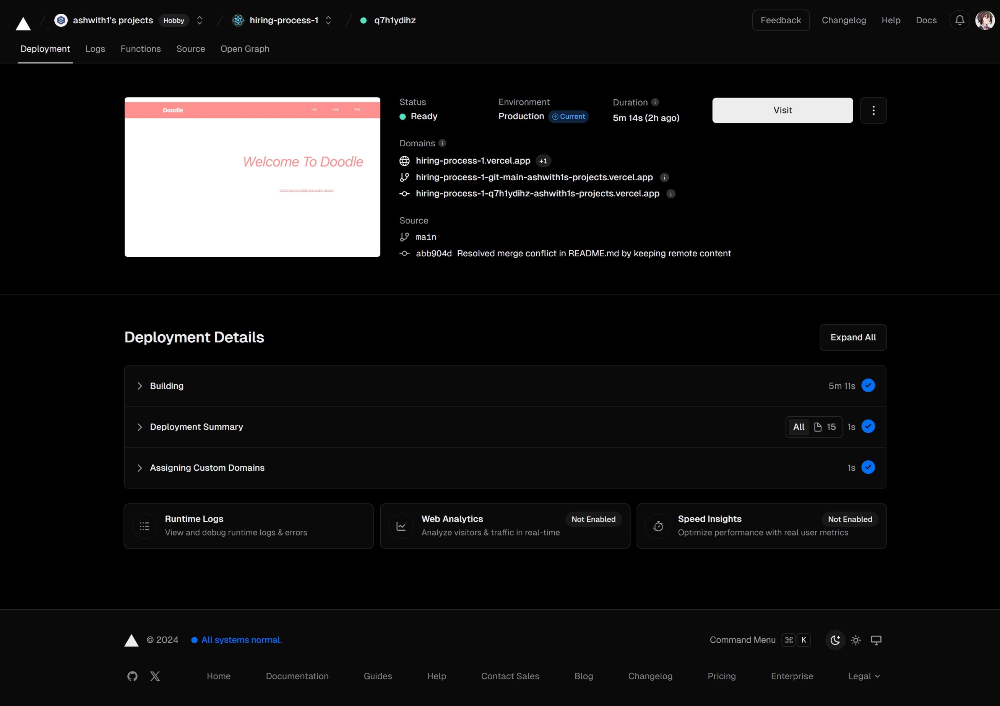 ashwith1's projects Hobby hiring-process-1 q7h1ydihz Feedback Changelog Help Docs
Deployment Logs Functions Source Open Graph
Doodle Info Help FAQ
Welcome To Doodle
Click here to initiate the coding round
Status Environment Duration
Ready Production Current 5m 14s (2h ago)
Visit
Domains
hiring-process-1.vercel.app +1
hiring-process-1-git-main-ashwith1s-projects.vercel.app
hiring-process-1-q7h1ydihz-ashwith1s-projects.vercel.app
Source
main
abb904d Resolved merge conflict in README.md by keeping remote content
Deployment Details Expand All
Building 5m 11s
Deployment Summary All 15 1s
Assigning Custom Domains 1s
Runtime Logs
View and debug runtime logs & errors
Web Analytics Not Enabled
Analyze visitors & traffic in real-time
Speed Insights Not Enabled
Optimize performance with real user metrics
© 2024 All systems normal. Command Menu ⌘ K
Home Documentation Guides Help Contact Sales Blog Changelog Pricing Enterprise Legal